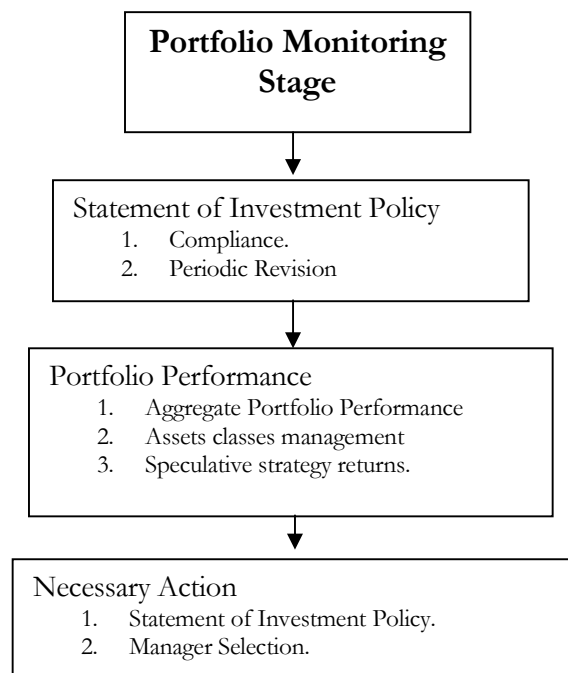 Portfolio Monitoring
Stage
Statement of Investment Policy
1. Compliance.
2. Periodic Revision
Portfolio Performance
1. Aggregate Portfolio Performance
2. Assets classes management
3. Speculative strategy returns.
Necessary Action
1. Statement of Investment Policy.
2. Manager Selection.